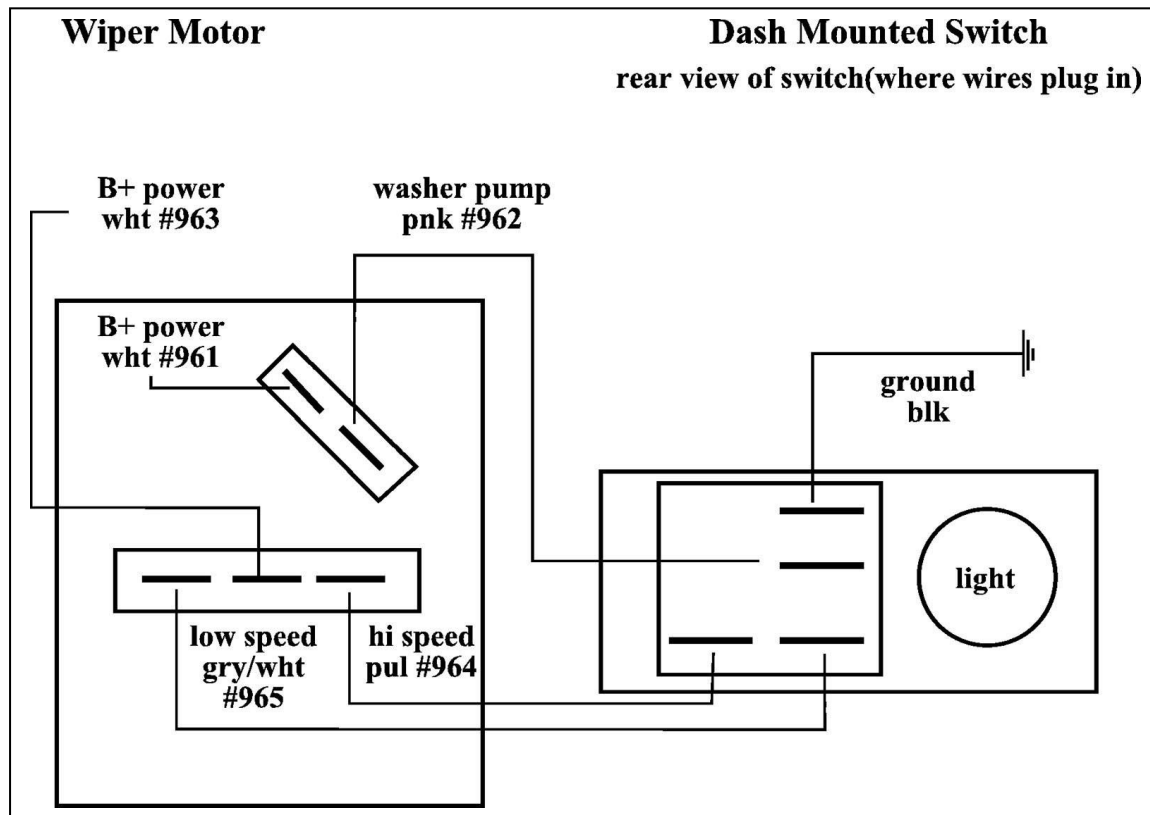 Wiper Motor
Dash Mounted Switch
rear view of switch(where wires plug in)
B+ power
wht #963
washer pump
pnk #962
B+ power
wht #961
ground
blk
light
low speed
gry/wht
#965
hi speed
pul #964